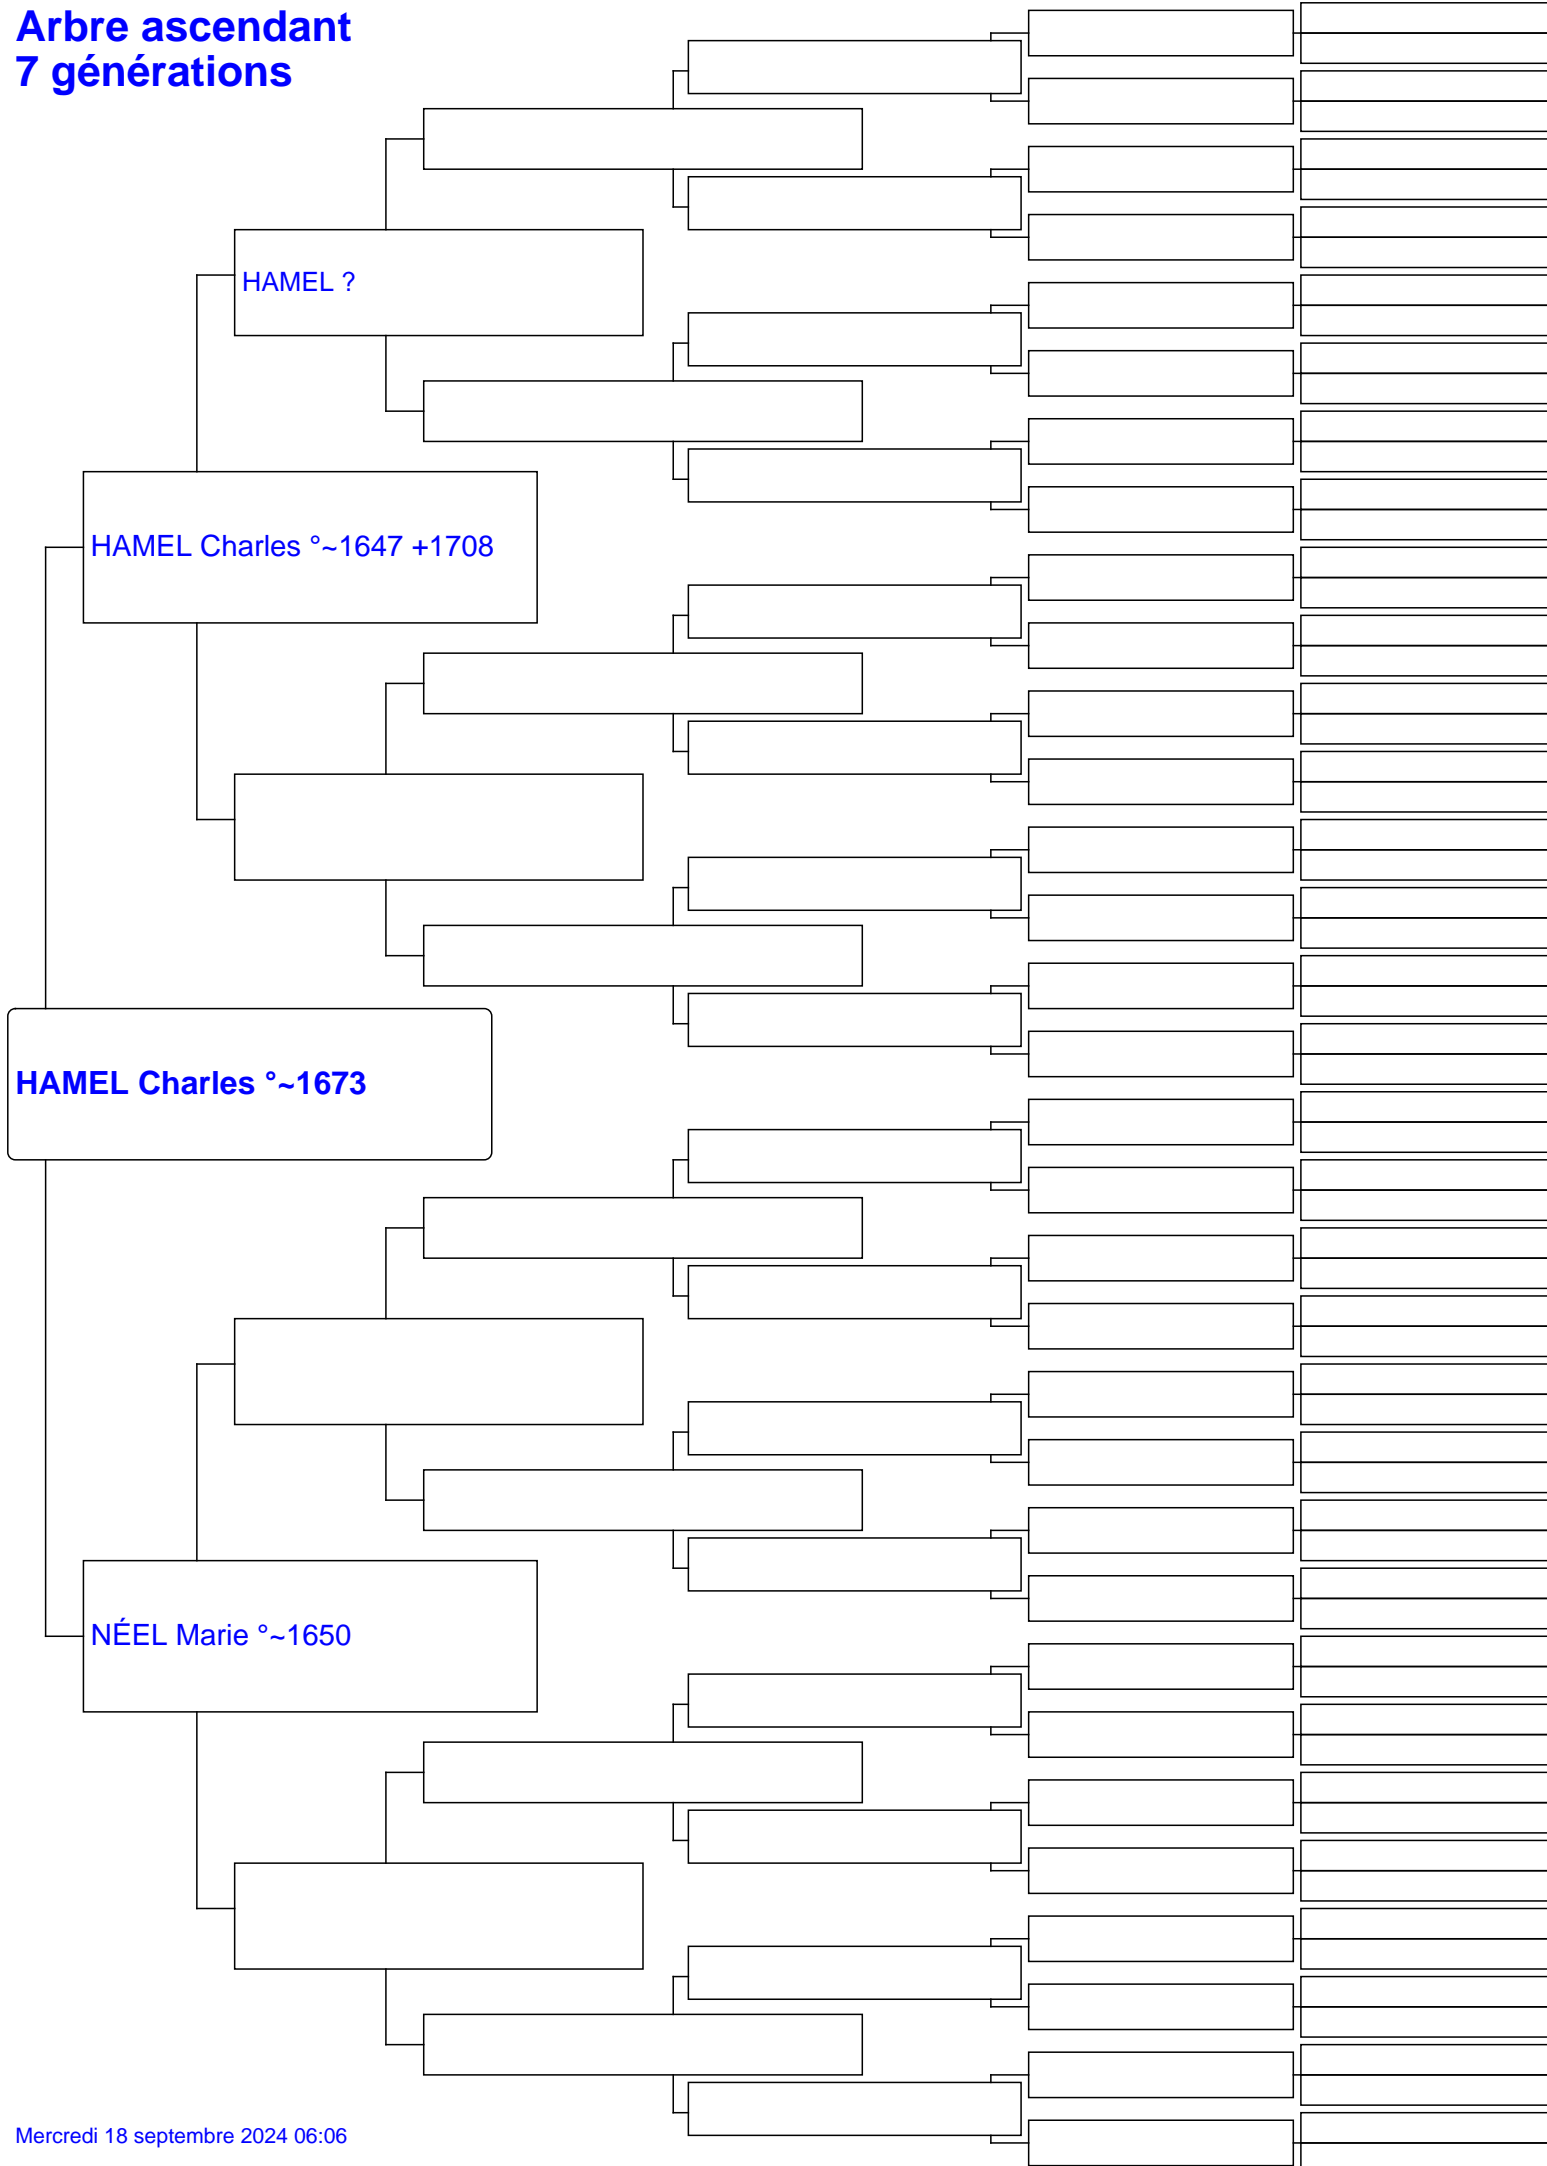 Arbre ascendant
7 générations
HAMEL ?
HAMEL Charles °~1647 +1708
HAMEL Charles °~1673
NÉEL Marie °~1650
Mercredi 18 septembre 2024 06:06